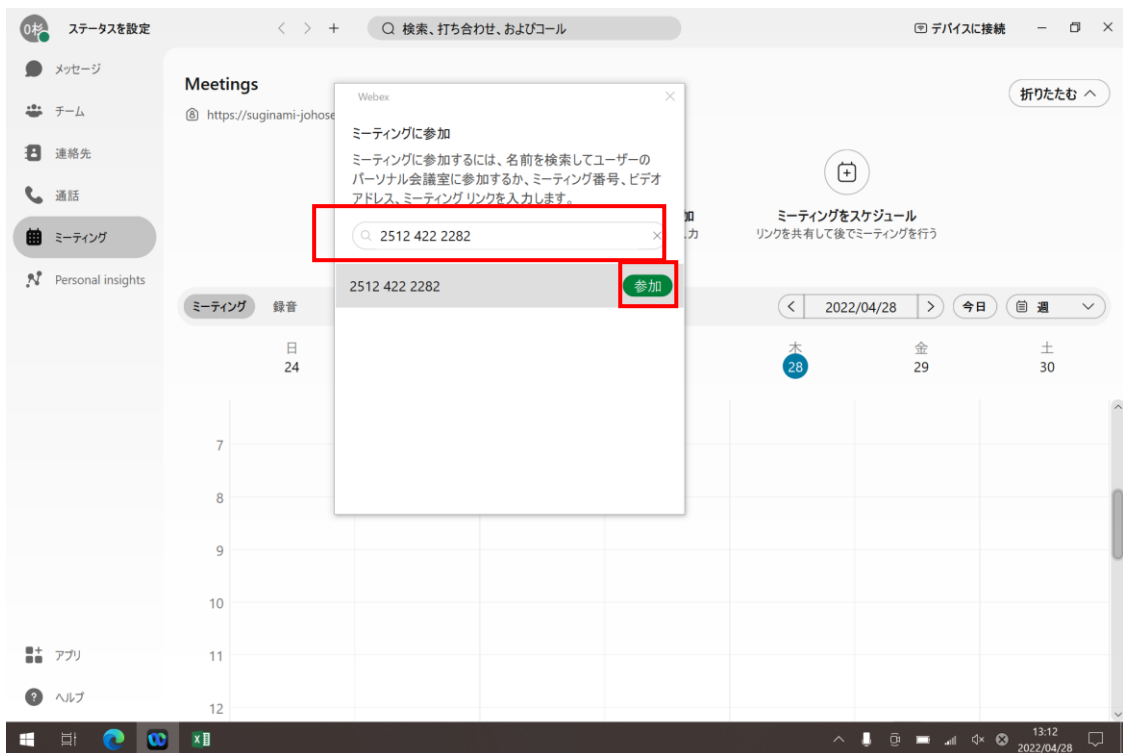 0杉 ステータスを設定
検索、打ち合わせ、およびコール
デバイスに接続
メッセージ
チーム
連絡先
通話
ミーティング
Personal insights
アプリ
ヘルプ
Meetings
https://suginami-johose
折りたたむ
Webex
ミーティングに参加
ミーティングに参加するには、名前を検索してユーザーの
パーソナル会議室に参加するか、ミーティング番号、ビデオ
アドレス、ミーティング リンクを入力します。
2512 422 2282
2512 422 2282 参加
加
力
ミーティングをスケジュール
リンクを共有して後でミーティングを行う
ミーティング 録音
2022/04/28 今日 週
日 木 金 土
24 28 29 30
7
8
9
10
11
12
13:12
2022/04/28